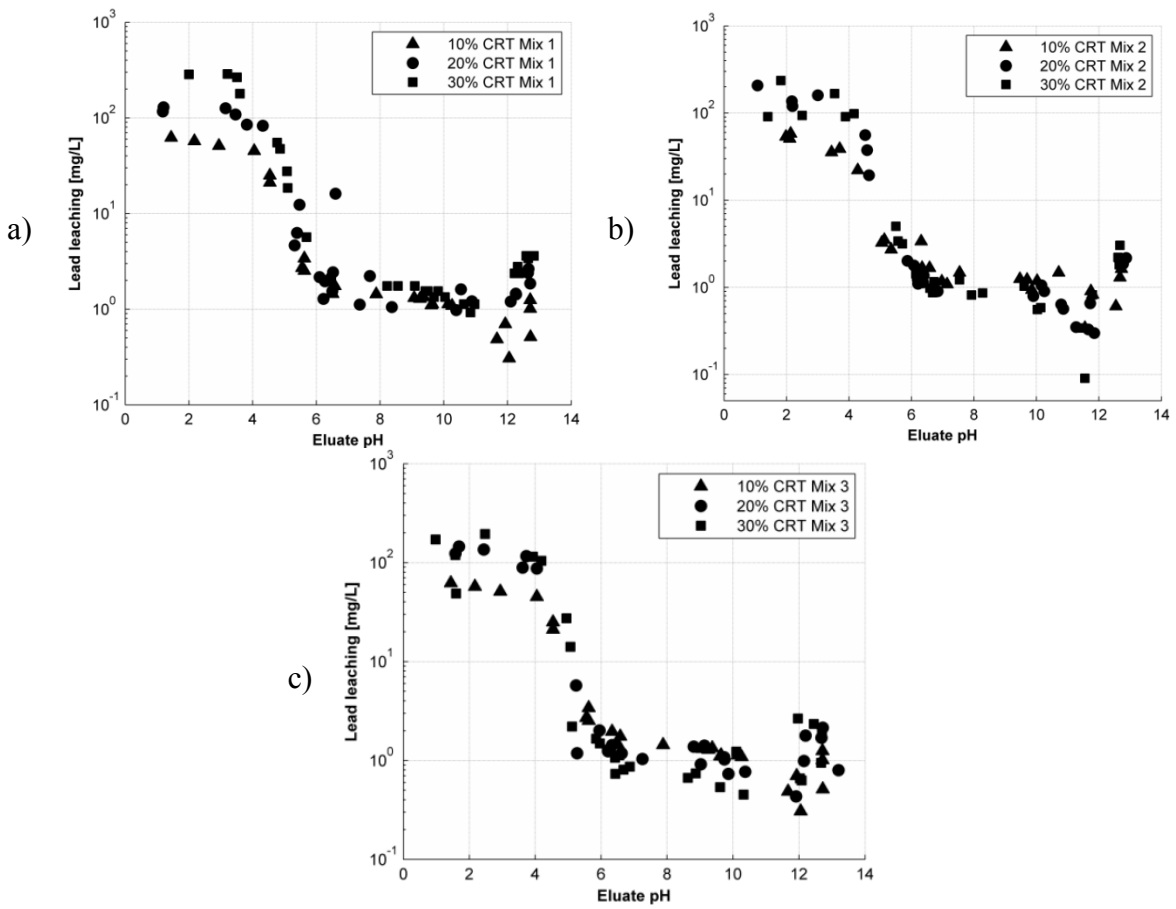 a)
10³
10²
10¹
10⁰
10⁻¹
Lead leaching [mg/L]
10% CRT Mix 1
20% CRT Mix 1
30% CRT Mix 1
0 2 4 6 8 10 12 14
Eluate pH
b)
10³
10²
10¹
10⁰
10⁻¹
Lead leaching [mg/L]
10% CRT Mix 2
20% CRT Mix 2
30% CRT Mix 2
0 2 4 6 8 10 12 14
Eluate pH
c)
10³
10²
10¹
10⁰
10⁻¹
Lead leaching [mg/L]
10% CRT Mix 3
20% CRT Mix 3
30% CRT Mix 3
0 2 4 6 8 10 12 14
Eluate pH